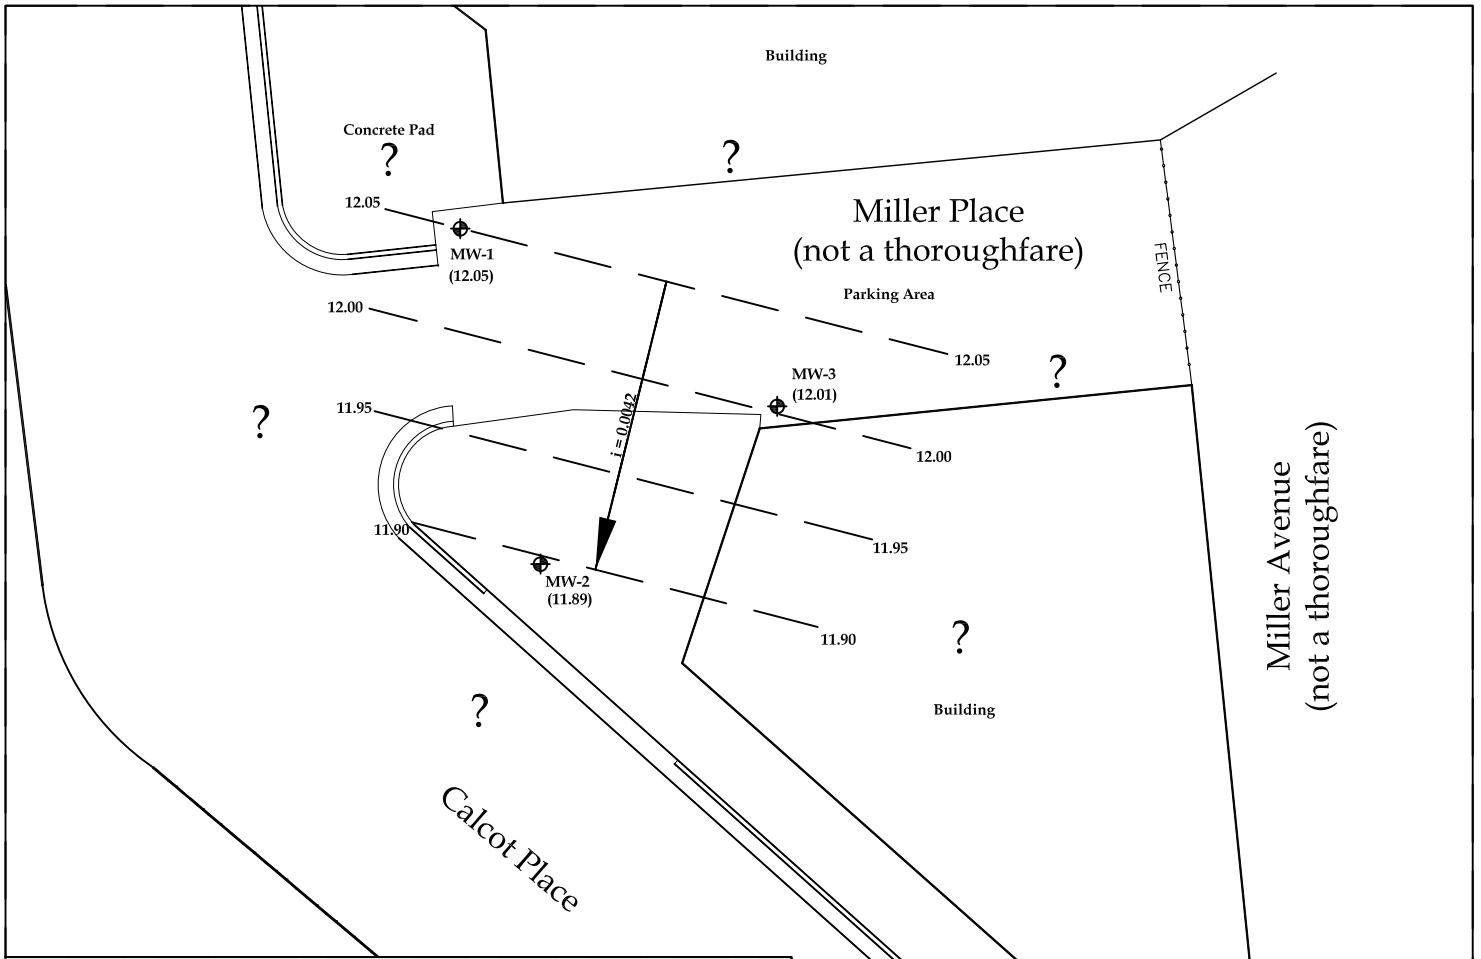 Building
Concrete Pad
?
?
12.05
MW-1
(12.05)
Miller Place
(not a thoroughfare)
Parking Area
FENCE
12.00
12.05
MW-3
(12.01)
?
?
11.95
i = 0.0042
12.00
11.90
11.95
MW-2
(11.89)
11.90
?
Building
?
Calcot Place
Miller Avenue
(not a thoroughfare)